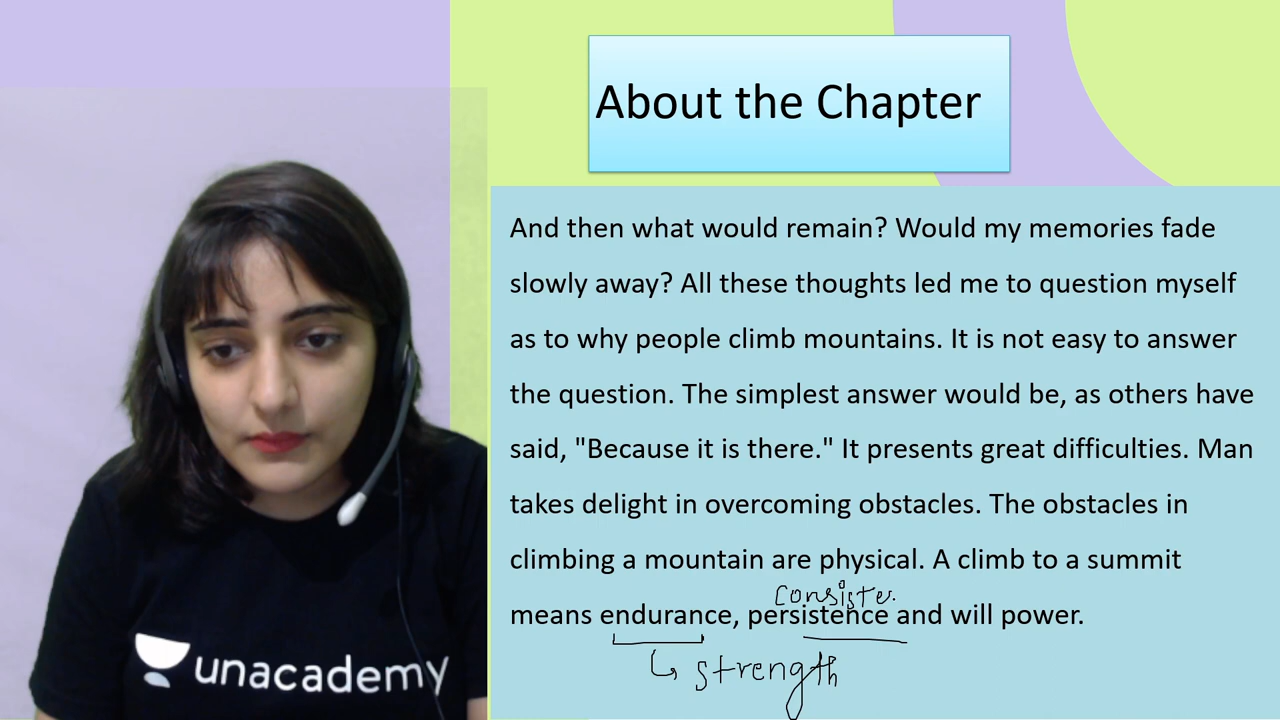 About the Chapter
And then what would remain? Would my memories fade
slowly away? All these thoughts led me to question myself
as to why people climb mountains. It is not easy to answer
the question. The simplest answer would be, as others have
said, "Because it is there." It presents great difficulties. Man
takes delight in overcoming obstacles. The obstacles in
climbing a mountain are physical. A climb to a summit
consiste.
means endurance, persistence and will power.
strength
unacademy